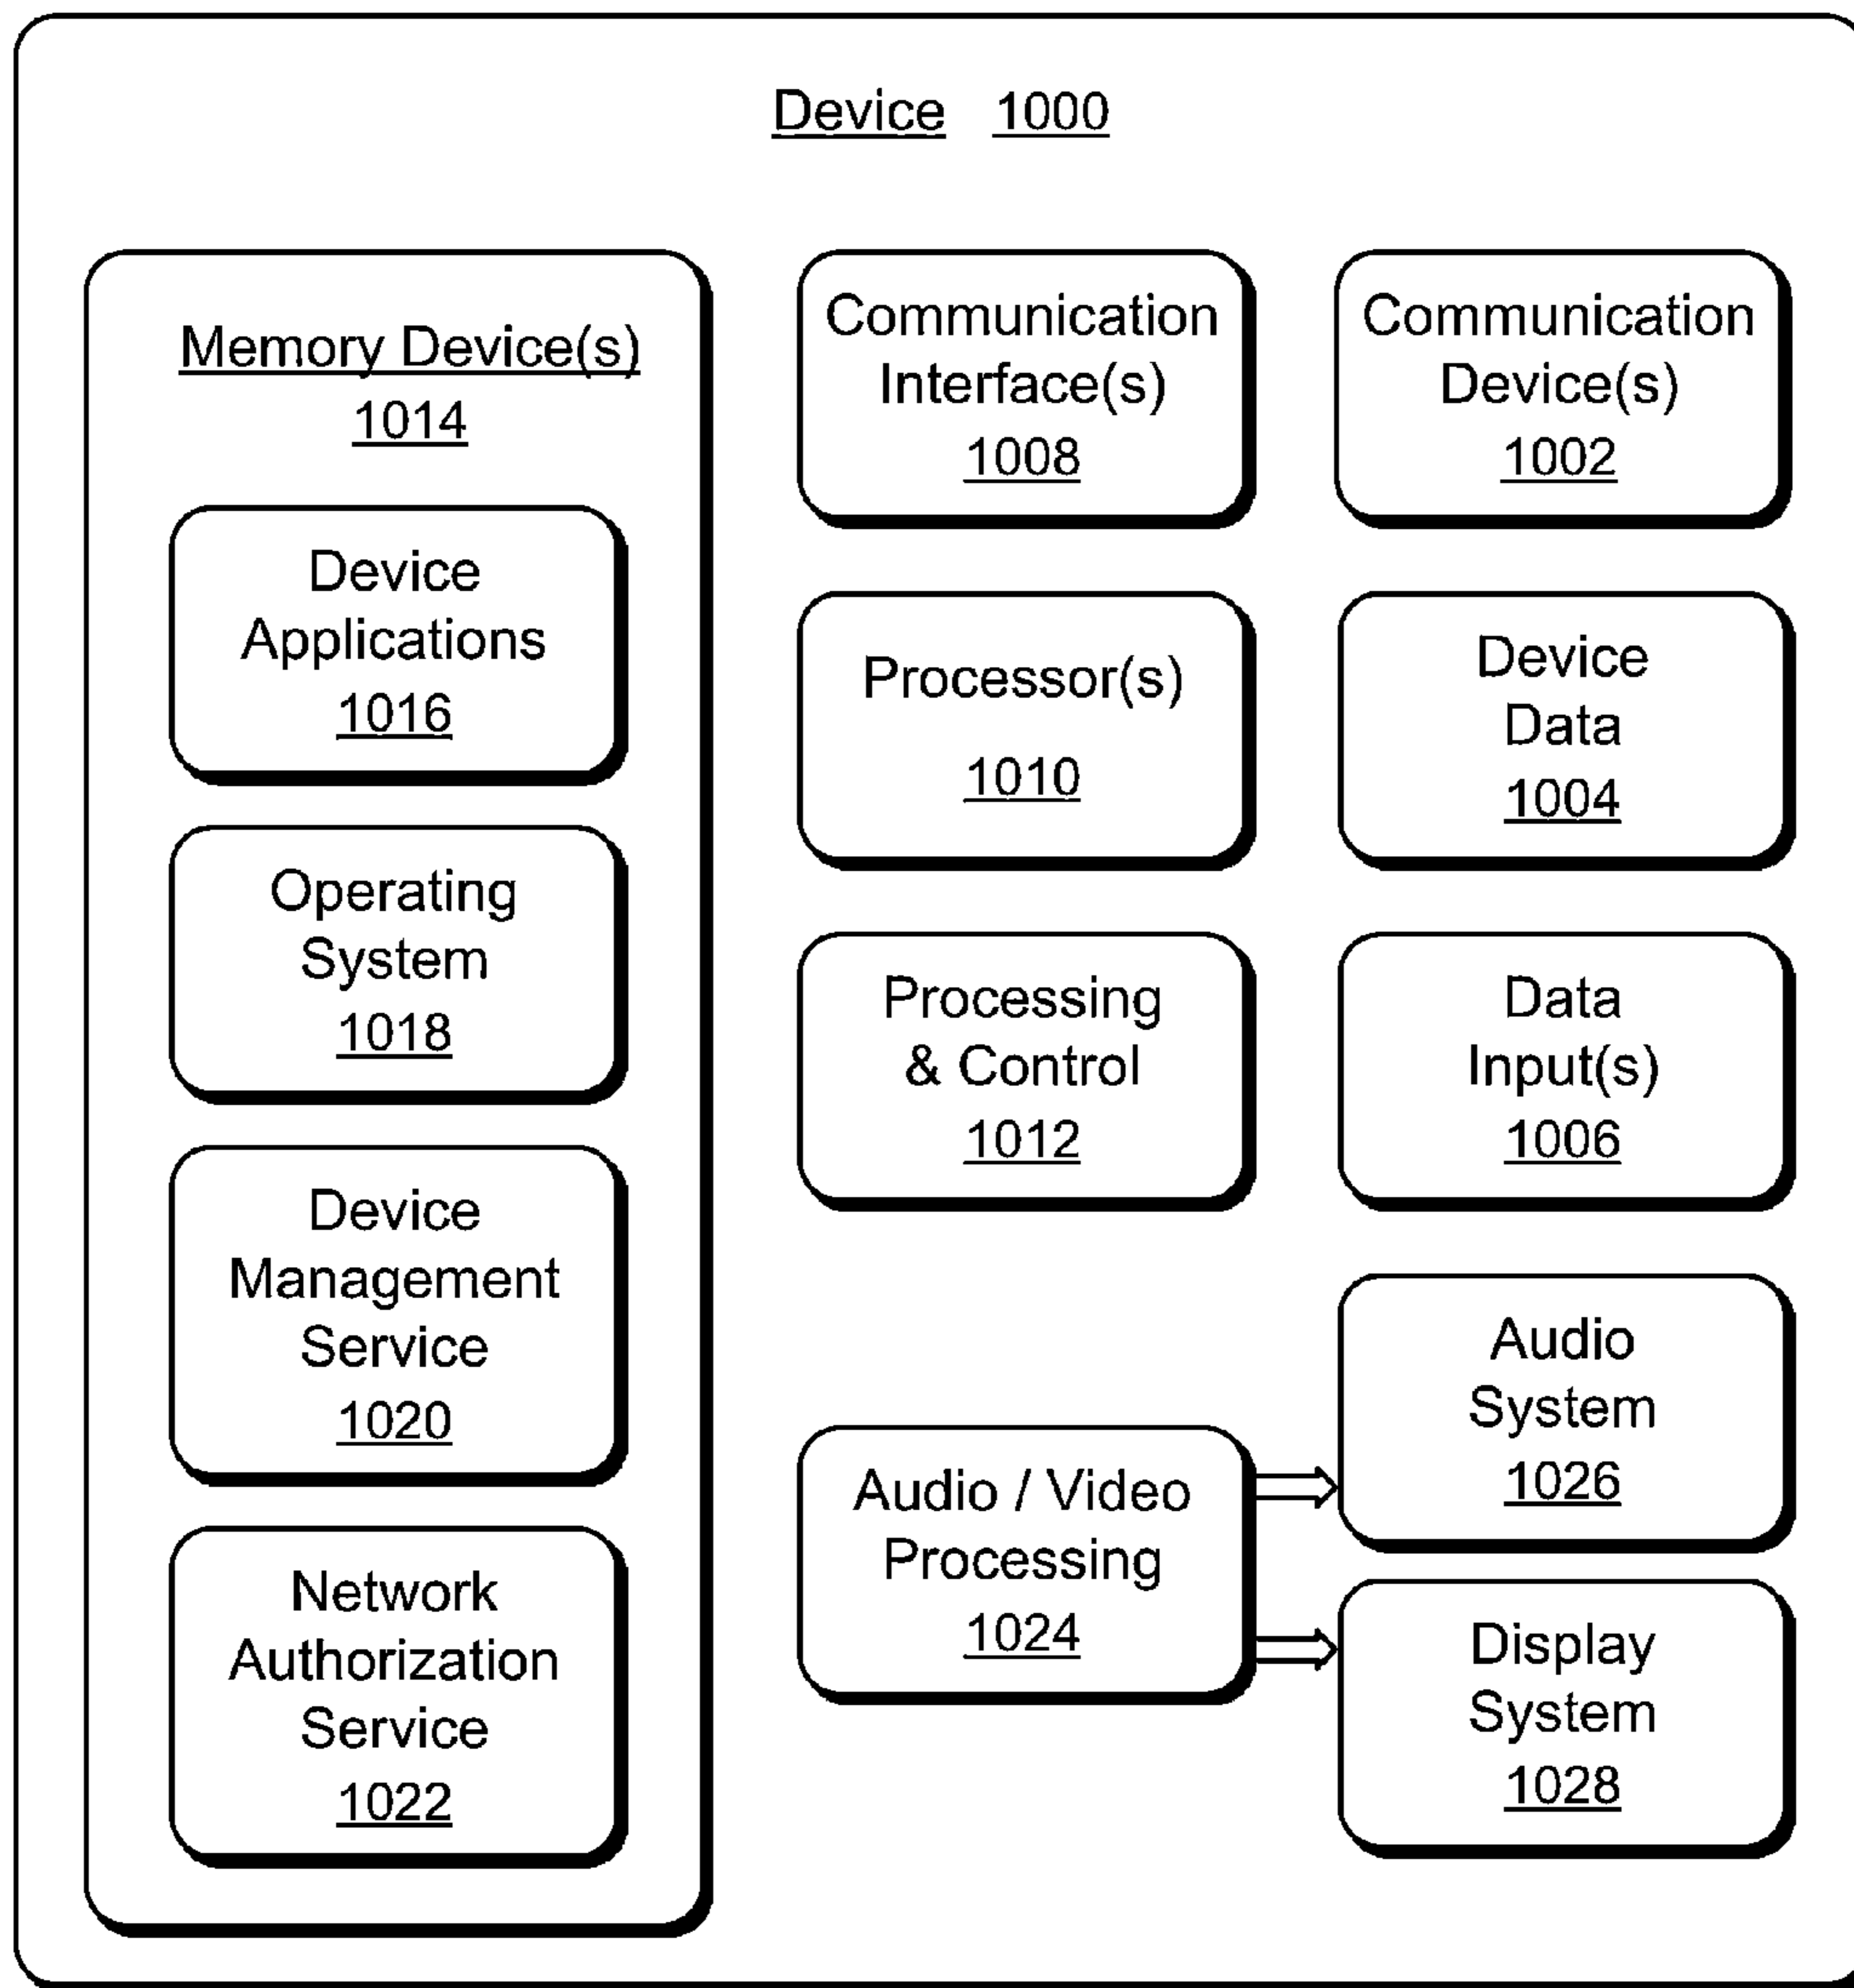 Device 1000
Memory Device(s)
1014
Device
Applications
1016
Operating
System
1018
Device
Management
Service
1020
Network
Authorization
Service
1022
Communication
Interface(s)
1008
Communication
Device(s)
1002
Processor(s)
1010
Device
Data
1004
Processing
& Control
1012
Data
Input(s)
1006
Audio / Video
Processing
1024
Audio
System
1026
Display
System
1028